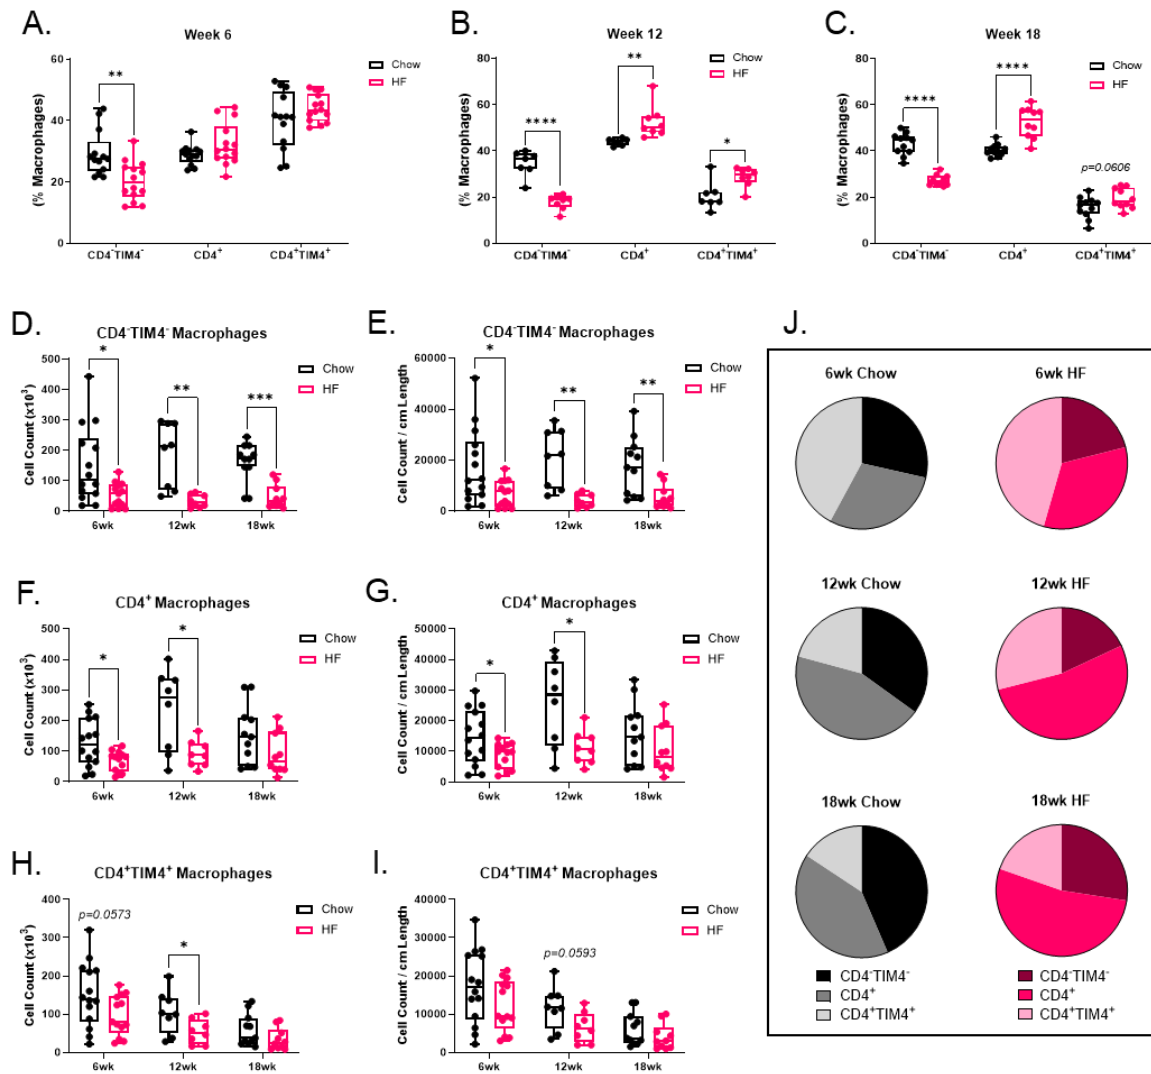 A.
Week 6
Chow
HF
**
(% Macrophages)
60
40
20
0
CD4⁻TIM4⁻
CD4⁺
CD4⁺TIM4⁺
B.
Week 12
Chow
HF
****
**
*
(% Macrophages)
80
60
40
20
0
CD4⁻TIM4⁻
CD4⁺
CD4⁺TIM4⁺
C.
Week 18
Chow
HF
****
****
p=0.0606
(% Macrophages)
80
60
40
20
0
CD4⁻TIM4⁻
CD4⁺
CD4⁺TIM4⁺
D.
CD4⁻TIM4⁻ Macrophages
Chow
HF
*
**
***
Cell Count (x10³)
500
400
300
200
100
0
6wk
12wk
18wk
E.
CD4⁻TIM4⁻ Macrophages
Chow
HF
*
**
**
Cell Count / cm Length
60000
40000
20000
0
6wk
12wk
18wk
F.
CD4⁺ Macrophages
Chow
HF
*
*
Cell Count (x10³)
500
400
300
200
100
0
6wk
12wk
18wk
G.
CD4⁺ Macrophages
Chow
HF
*
*
Cell Count / cm Length
50000
40000
30000
20000
10000
0
6wk
12wk
18wk
H.
CD4⁺TIM4⁺ Macrophages
Chow
HF
p=0.0573
*
Cell Count (x10³)
400
300
200
100
0
6wk
12wk
18wk
I.
CD4⁺TIM4⁺ Macrophages
Chow
HF
p=0.0593
Cell Count / cm Length
40000
30000
20000
10000
0
6wk
12wk
18wk
J.
6wk Chow
6wk HF
12wk Chow
12wk HF
18wk Chow
18wk HF
CD4⁻TIM4⁻
CD4⁺
CD4⁺TIM4⁺
CD4⁻TIM4⁻
CD4⁺
CD4⁺TIM4⁺